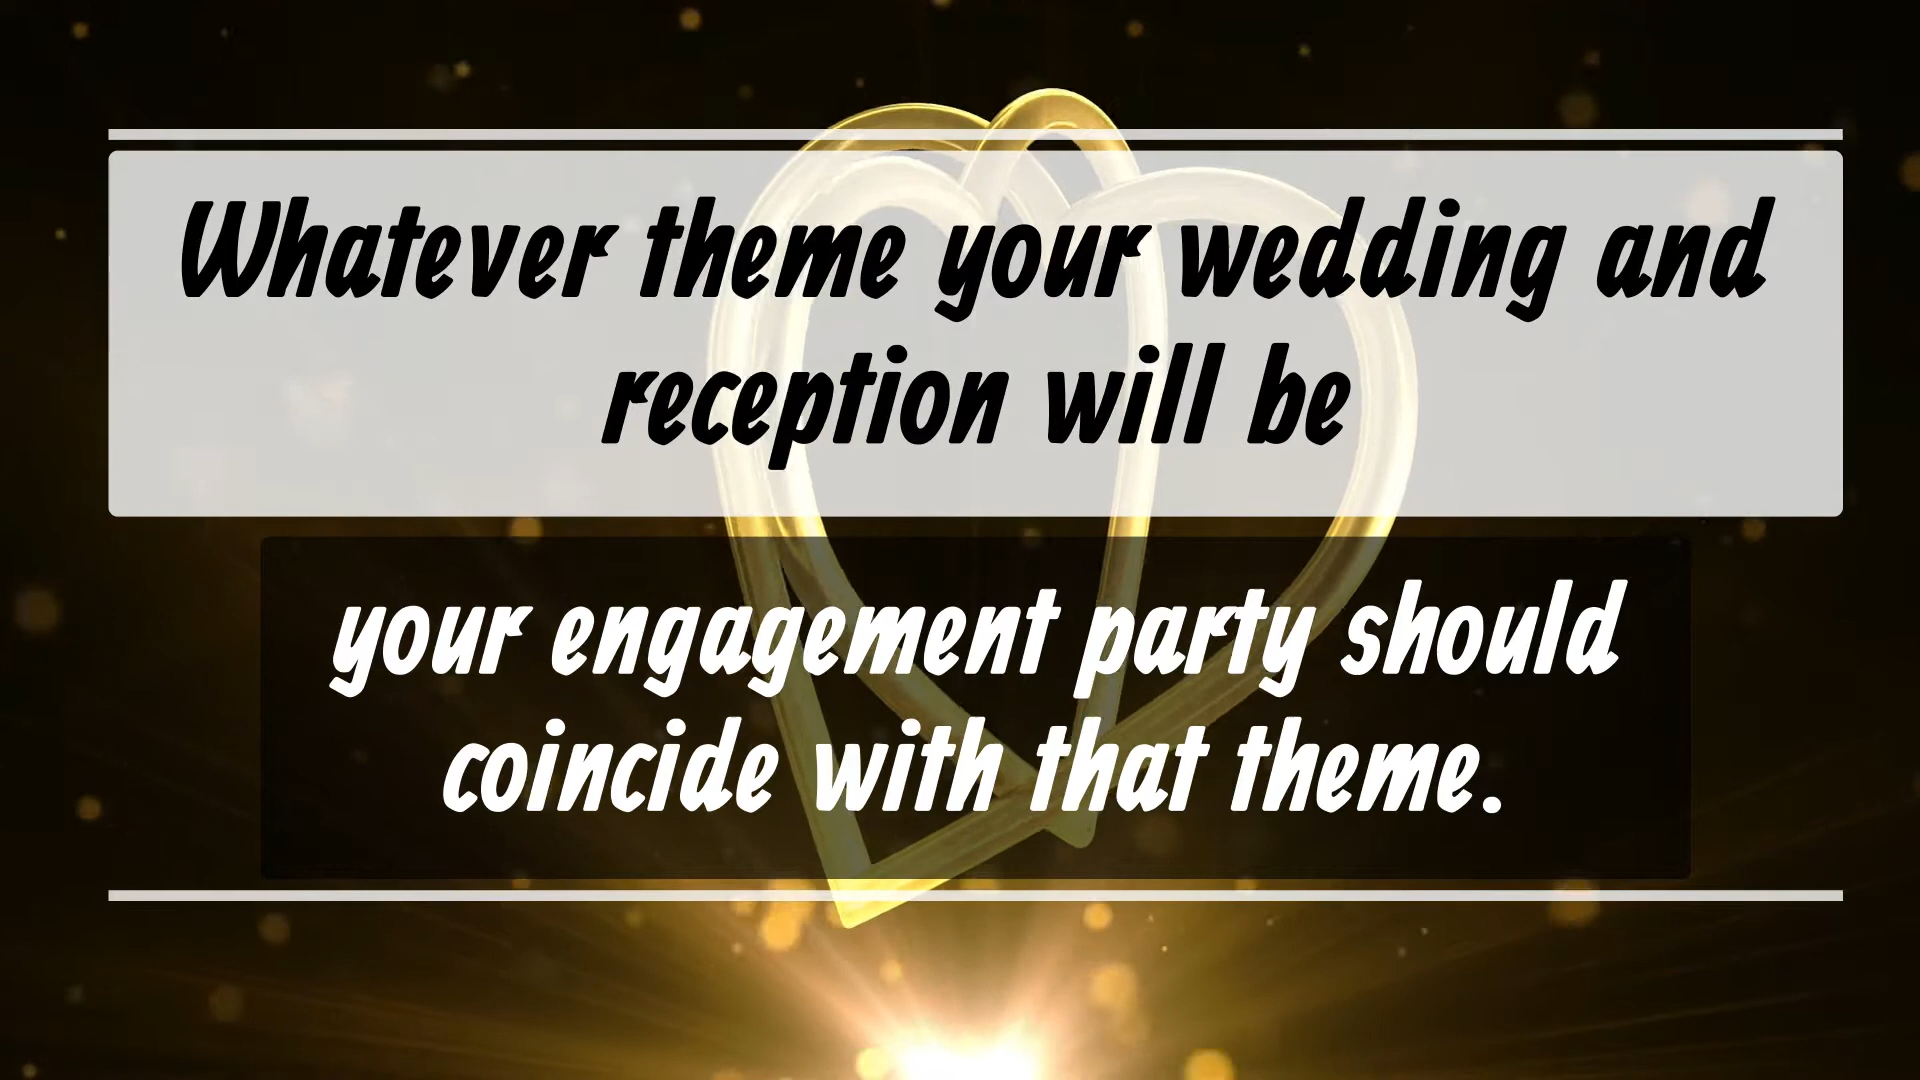 Whatever theme your wedding and
reception will be
your engagement party should
coincide with that theme.